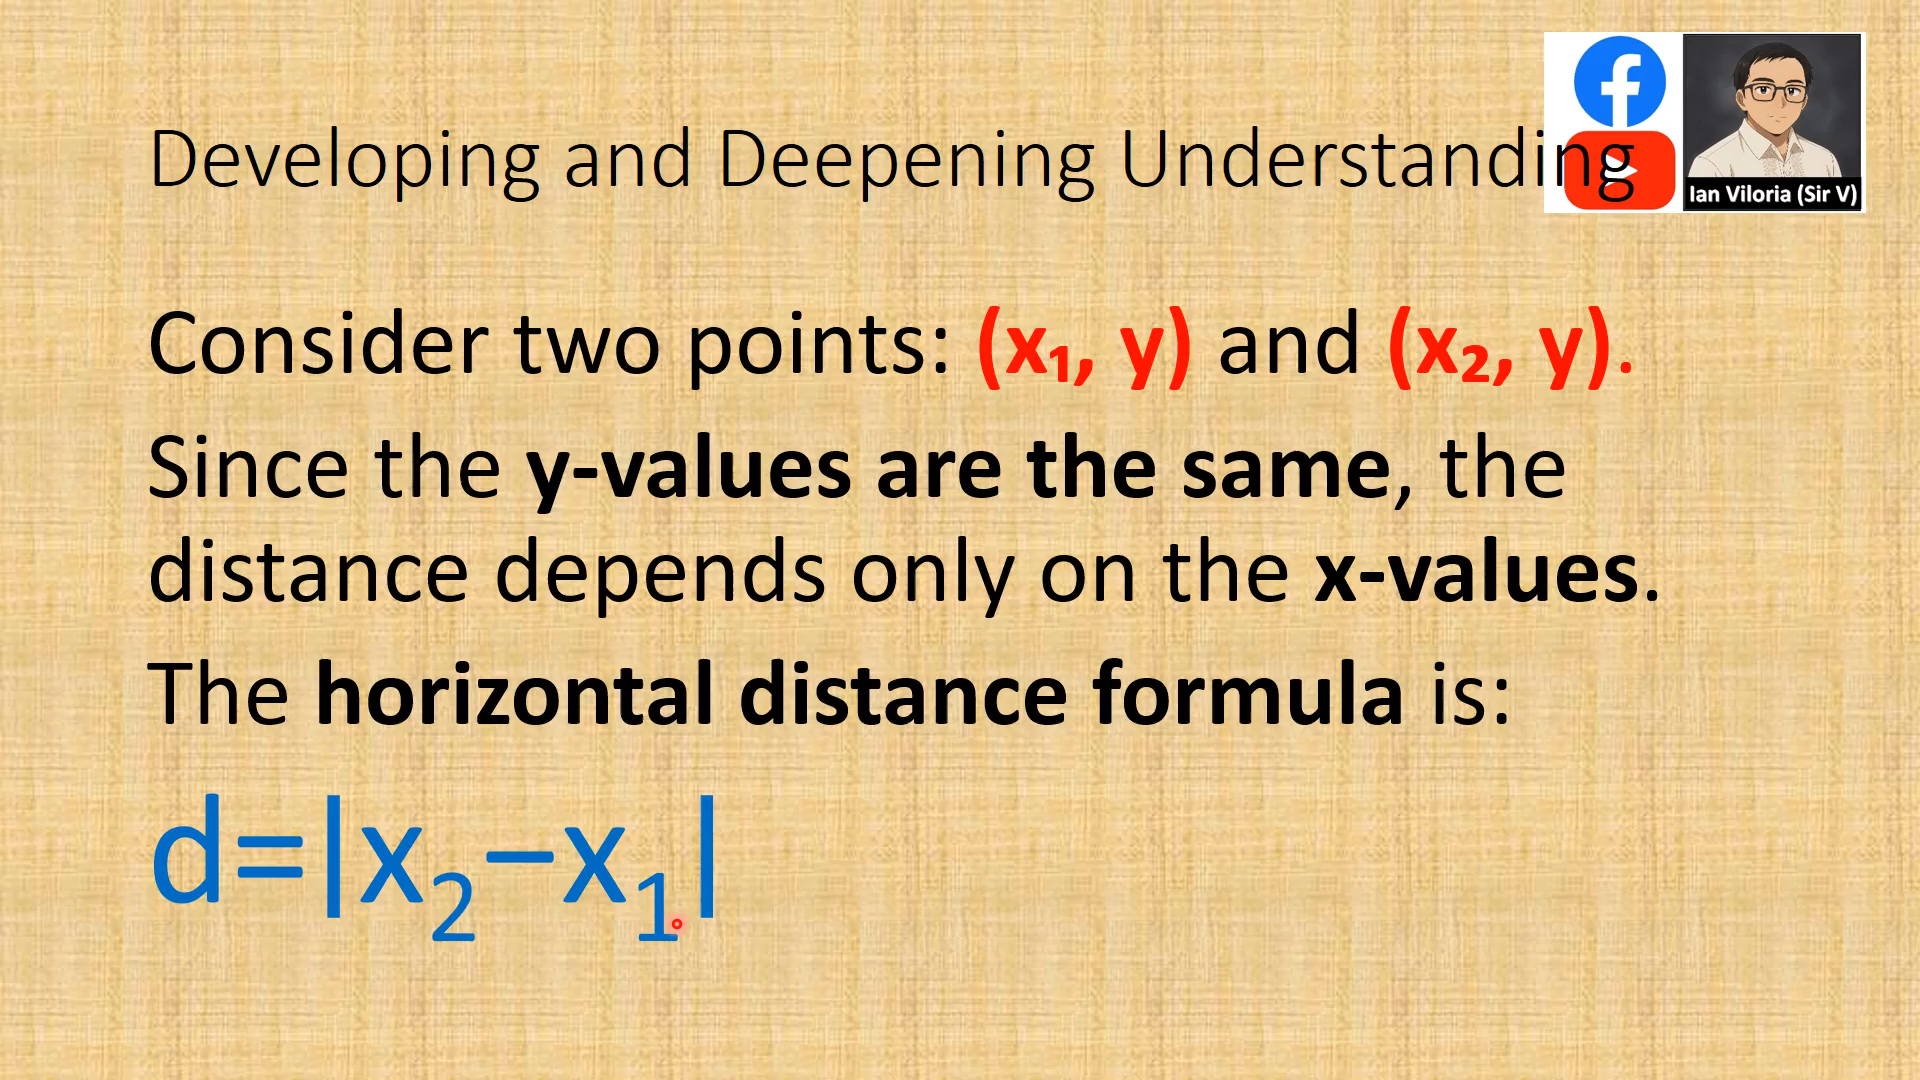 Developing and Deepening Understanding
Ian Viloria (Sir V)
Consider two points: (x₁, y) and (x₂, y).
Since the y-values are the same, the
distance depends only on the x-values.
The horizontal distance formula is:
d=|x₂−x₁|